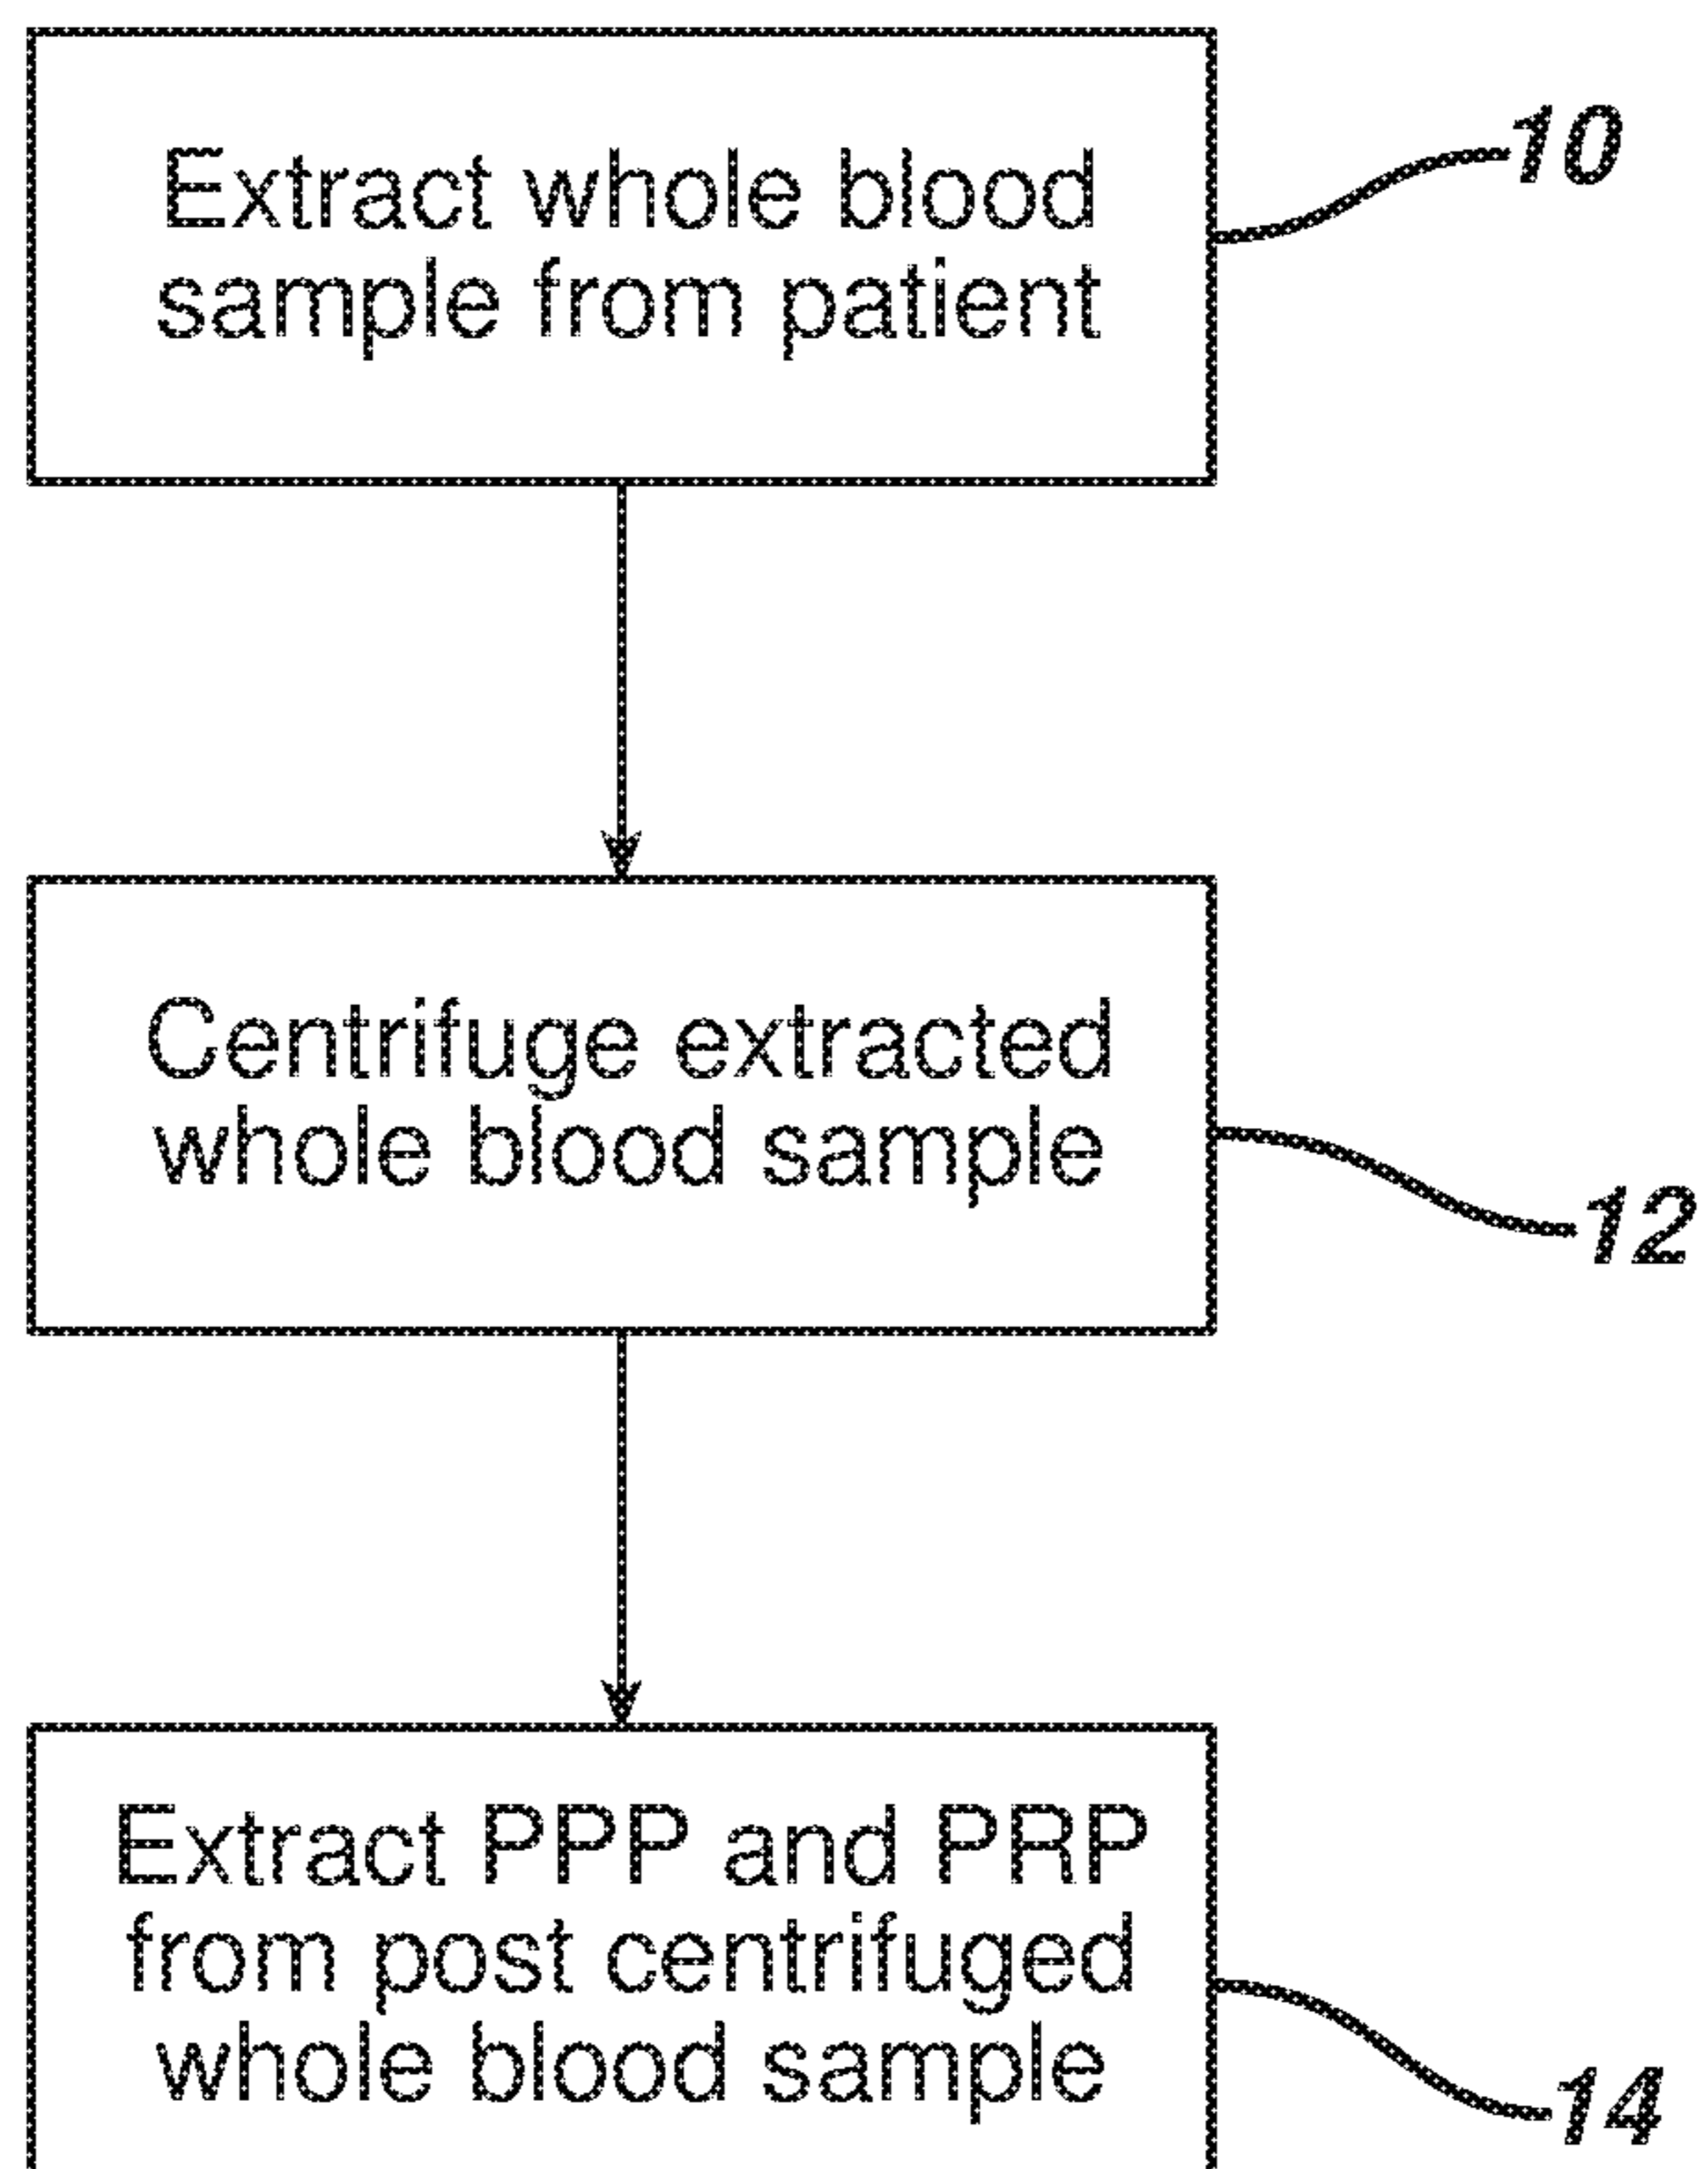 Extract whole blood
sample from patient
10
Centrifuge extracted
whole blood sample
12
Extract PPP and PRP
from post centrifuged
whole blood sample
14